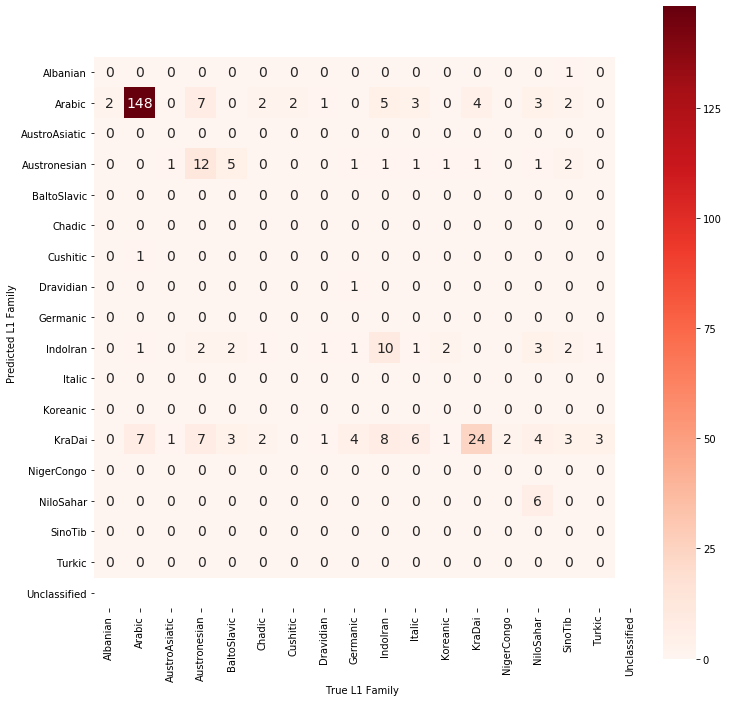 Albanian 0 0 0 0 0 0 0 0 0 0 0 0 0 0 0 1 0
Arabic 2 148 0 7 0 2 2 1 0 5 3 0 4 0 3 2 0
AustroAsiatic 0 0 0 0 0 0 0 0 0 0 0 0 0 0 0 0 0
Austronesian 0 0 1 12 5 0 0 0 1 1 1 1 1 0 1 2 0
BaltoSlavic 0 0 0 0 0 0 0 0 0 0 0 0 0 0 0 0 0
Chadic 0 0 0 0 0 0 0 0 0 0 0 0 0 0 0 0 0
Cushitic 0 1 0 0 0 0 0 0 0 0 0 0 0 0 0 0 0
Dravidian 0 0 0 0 0 0 0 0 1 0 0 0 0 0 0 0 0
Germanic 0 0 0 0 0 0 0 0 0 0 0 0 0 0 0 0 0
IndoIran 0 1 0 2 2 1 0 1 1 10 1 2 0 0 3 2 1
Italic 0 0 0 0 0 0 0 0 0 0 0 0 0 0 0 0 0
Koreanic 0 0 0 0 0 0 0 0 0 0 0 0 0 0 0 0 0
KraDai 0 7 1 7 3 2 0 1 4 8 6 1 24 2 4 3 3
NigerCongo 0 0 0 0 0 0 0 0 0 0 0 0 0 0 0 0 0
NiloSahar 0 0 0 0 0 0 0 0 0 0 0 0 0 0 6 0 0
SinoTib 0 0 0 0 0 0 0 0 0 0 0 0 0 0 0 0 0
Turkic 0 0 0 0 0 0 0 0 0 0 0 0 0 0 0 0 0
Unclassified
Predicted L1 Family
Albanian Arabic AustroAsiatic Austronesian BaltoSlavic Chadic Cushitic Dravidian Germanic IndoIran Italic Koreanic KraDai NigerCongo NiloSahar SinoTib Turkic Unclassified
True L1 Family
125
100
75
50
25
0